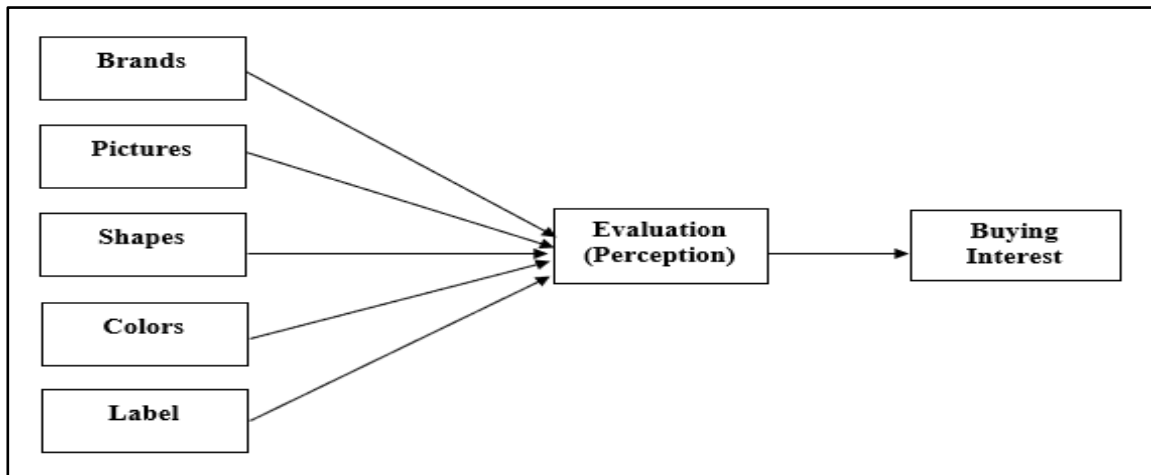 Brands
Pictures
Shapes
Colors
Label
Evaluation
(Perception)
Buying
Interest